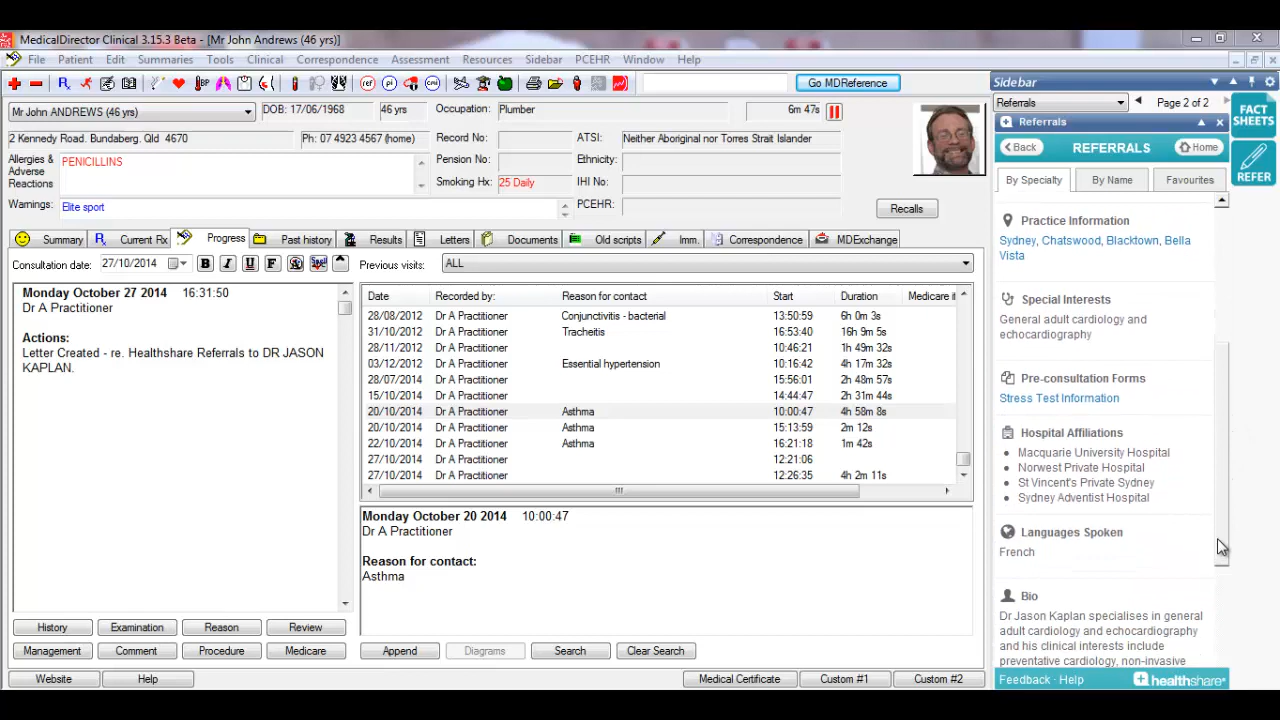 MedicalDirector Clinical 3.15.3 Beta - [Mr John Andrews (46 yrs)]
File Patient Edit Summaries Tools Clinical Correspondence Assessment Resources Sidebar PCEHR Window Help
Go MDReference
Mr John ANDREWS (46 yrs) DOB: 17/06/1968 46 yrs Occupation: Plumber 6m 47s
2 Kennedy Road. Bundaberg. Qld 4670 Ph: 07 4923 4567 (home) Record No: ATSI: Neither Aboriginal nor Torres Strait Islander
Allergies & Adverse Reactions PENICILLINS Pension No: Ethnicity:
Smoking Hx: 25 Daily IHI No:
Warnings: Elite sport PCEHR: Recalls
Summary Current Rx Progress Past history Results Letters Documents Old scripts Imm. Correspondence MDExchange
Consultation date: 27/10/2014 B I U F Previous visits: ALL
Monday October 27 2014 16:31:50
Dr A Practitioner
Actions:
Letter Created - re. Healthshare Referrals to DR JASON
KAPLAN.
Date Recorded by: Reason for contact Start Duration Medicare i
28/08/2012 Dr A Practitioner Conjunctivitis - bacterial 13:50:59 6h 0m 3s
31/10/2012 Dr A Practitioner Tracheitis 16:53:40 16h 9m 5s
28/11/2012 Dr A Practitioner 10:46:21 1h 49m 32s
03/12/2012 Dr A Practitioner Essential hypertension 10:16:42 4h 17m 32s
28/07/2014 Dr A Practitioner 15:56:01 2h 48m 57s
15/10/2014 Dr A Practitioner 14:44:47 2h 31m 44s
20/10/2014 Dr A Practitioner Asthma 10:00:47 4h 58m 8s
20/10/2014 Dr A Practitioner Asthma 15:13:59 2m 12s
22/10/2014 Dr A Practitioner Asthma 16:21:18 1m 42s
27/10/2014 Dr A Practitioner 12:21:06
27/10/2014 Dr A Practitioner 12:26:35 4h 2m 11s
Monday October 20 2014 10:00:47
Dr A Practitioner
Reason for contact:
Asthma
History Examination Reason Review
Management Comment Procedure Medicare Append Diagrams Search Clear Search
Website Help Medical Certificate Custom #1 Custom #2
Sidebar
Referrals Page 2 of 2
Referrals
Back REFERRALS Home
By Specialty By Name Favourites
FACT SHEETS
REFER
Practice Information
Sydney, Chatswood, Blacktown, Bella
Vista
Special Interests
General adult cardiology and
echocardiography
Pre-consultation Forms
Stress Test Information
Hospital Affiliations
Macquarie University Hospital
Norwest Private Hospital
St Vincent's Private Sydney
Sydney Adventist Hospital
Languages Spoken
French
Bio
Dr Jason Kaplan specialises in general
adult cardiology and echocardiography
and his clinical interests include
preventative cardiology, non-invasive
Feedback · Help healthshare